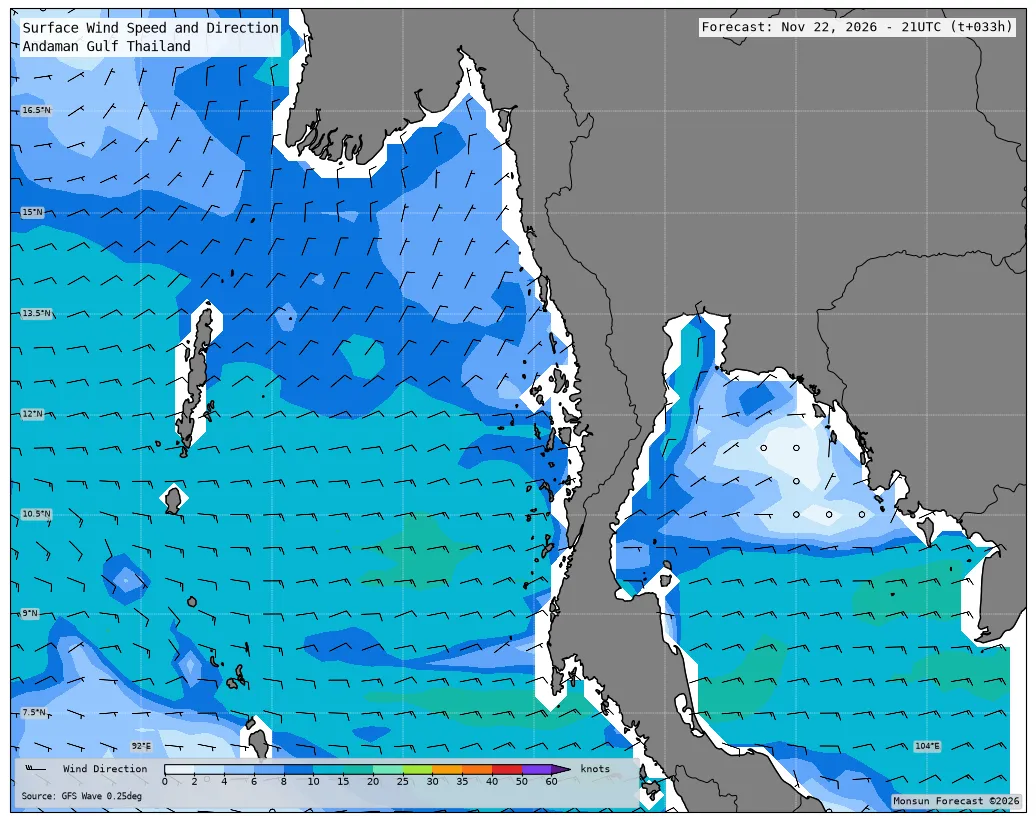 Surface Wind Speed and Direction
Andaman Gulf Thailand
Forecast: Nov 22, 2026 - 21UTC (t+033h)
16.5°N
15°N
13.5°N
12°N
10.5°N
9°N
7.5°N
92°E
104°E
Wind Direction
0 2 4 6 8 10 15 20 25 30 35 40 50 60
knots
Source: GFS Wave 0.25deg
Monsun Forecast ©2026